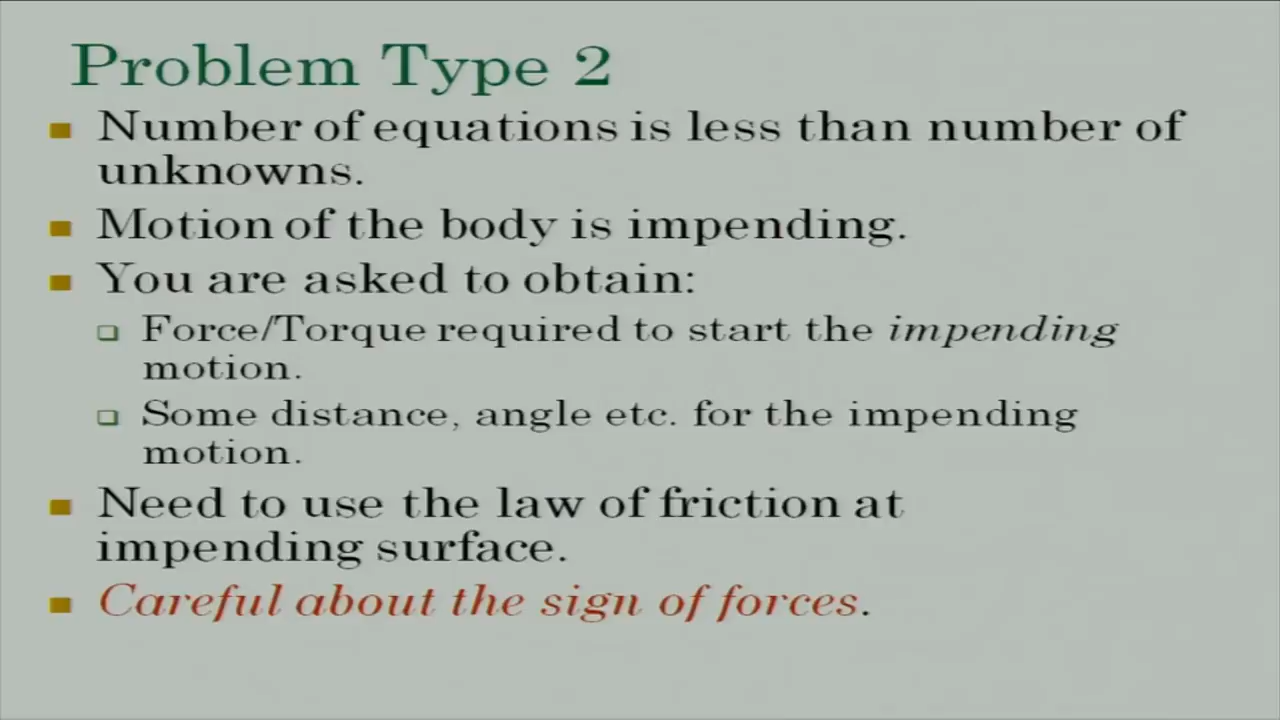 Problem Type 2
Number of equations is less than number of
unknowns.
Motion of the body is impending.
You are asked to obtain:
Force/Torque required to start the impending
motion.
Some distance, angle etc. for the impending
motion.
Need to use the law of friction at
impending surface.
Careful about the sign of forces.